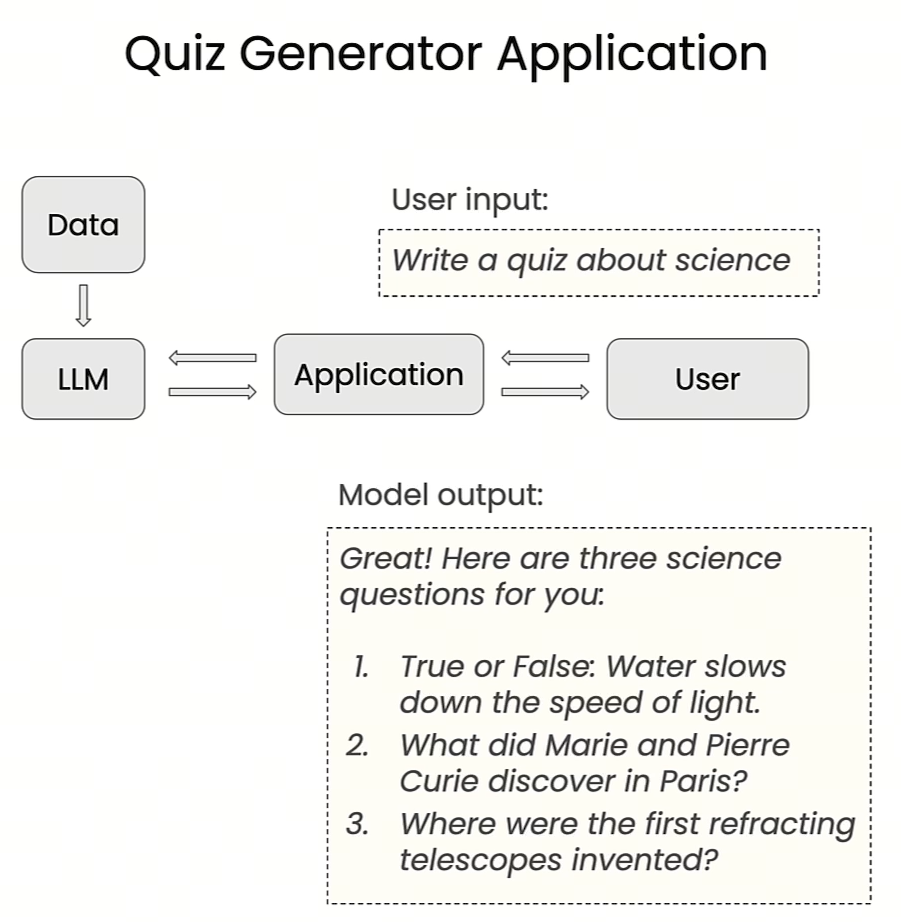 Quiz Generator Application
Data
User input:
Write a quiz about science
LLM
Application
User
Model output:
Great! Here are three science
questions for you:
1. True or False: Water slows
down the speed of light.
2. What did Marie and Pierre
Curie discover in Paris?
3. Where were the first refracting
telescopes invented?